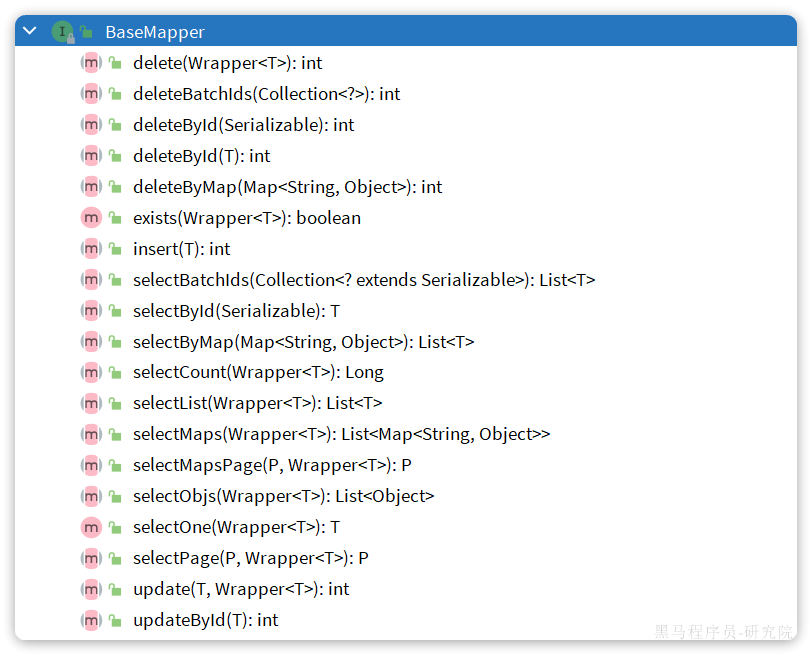 BaseMapper
delete(Wrapper<T>): int
deleteBatchIds(Collection<?>): int
deleteById(Serializable): int
deleteById(T): int
deleteByMap(Map<String, Object>): int
exists(Wrapper<T>): boolean
insert(T): int
selectBatchIds(Collection<? extends Serializable>): List<T>
selectById(Serializable): T
selectByMap(Map<String, Object>): List<T>
selectCount(Wrapper<T>): Long
selectList(Wrapper<T>): List<T>
selectMaps(Wrapper<T>): List<Map<String, Object>>
selectMapsPage(P, Wrapper<T>): P
selectObjs(Wrapper<T>): List<Object>
selectOne(Wrapper<T>): T
selectPage(P, Wrapper<T>): P
update(T, Wrapper<T>): int
updateById(T): int
黑马程序员-研究院